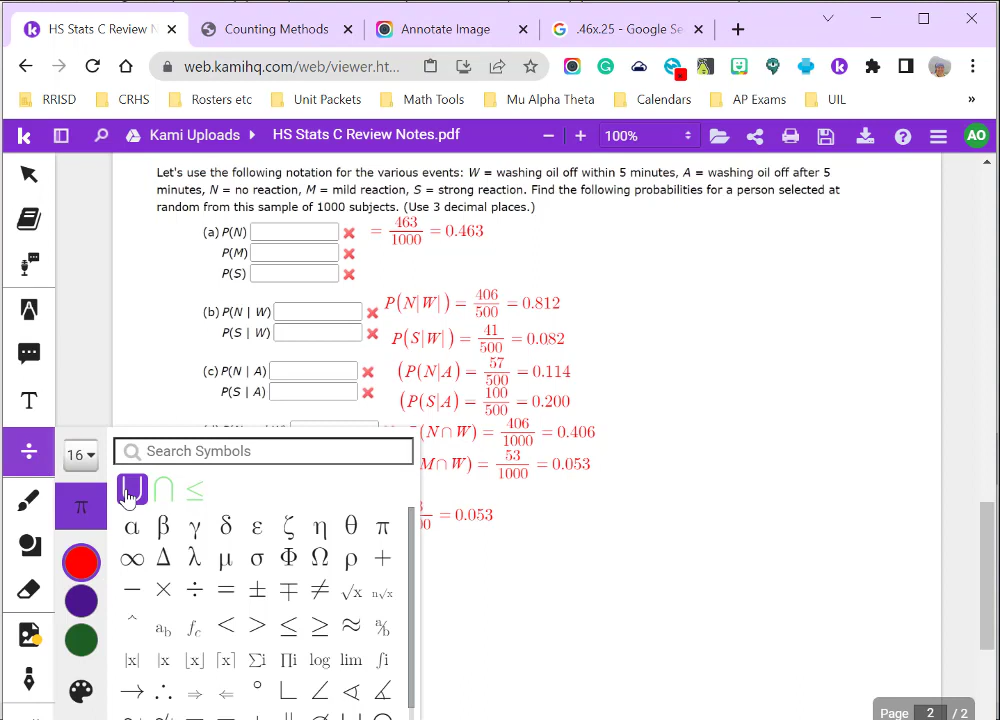 HS Stats C Review N
Counting Methods
Annotate Image
.46x.25 - Google Se
web.kamihq.com/web/viewer.ht...
RRISD
CRHS
Rosters etc
Unit Packets
Math Tools
Mu Alpha Theta
Calendars
AP Exams
UIL
»
k
Kami Uploads
HS Stats C Review Notes.pdf
100%
AO
Let's use the following notation for the various events: W = washing oil off within 5 minutes, A = washing oil off after 5
minutes, N = no reaction, M = mild reaction, S = strong reaction. Find the following probabilities for a person selected at
random from this sample of 1000 subjects. (Use 3 decimal places.)
(a) P(N) = 463/1000 = 0.463
P(M)
P(S)
(b) P(N | W) P(N|W|) = 406/500 = 0.812
P(S | W) P(S|W|) = 41/500 = 0.082
(c) P(N | A) (P(N|A) = 57/500 = 0.114
P(S | A) (P(S|A) = 100/500 = 0.200
(N∩W) = 406/1000 = 0.406
M∩W) = 53/1000 = 0.053
= 0.053
T
÷
16
π
Search Symbols
∪ ∩ ≤
α β γ δ ε ζ η θ π
∞ Δ λ μ σ Φ Ω ρ +
− × ÷ = ± ∓ ≠ √x n√x
^ ab fc < > ≤ ≥ ≈ a/b
|x| |x ⌊x⌋ ⌈x⌉ Σi Πi log lim ∫i
→ ∴ ⇒ ⇐ ° ∟ ∠ ∢ ∡
Page 2 / 2